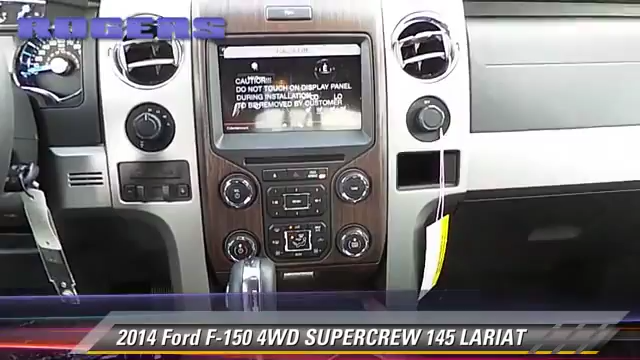 ROGERS
CAUTION!!!
DO NOT TOUCH ON DISPLAY PANEL
DURING INSTALLATION
TO BE REMOVED BY CUSTOMER
Entertainment
2014 Ford F-150 4WD SUPERCREW 145 LARIAT